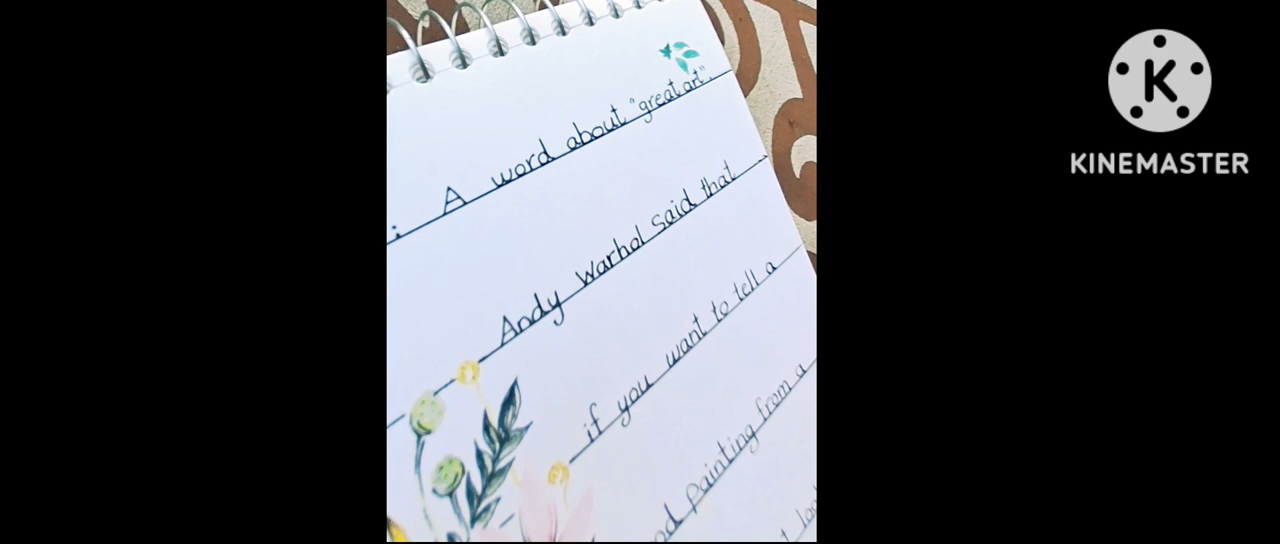 : A word about "great art".
Andy Warhol said that
if you want to tell a
painting from a
KINEMASTER